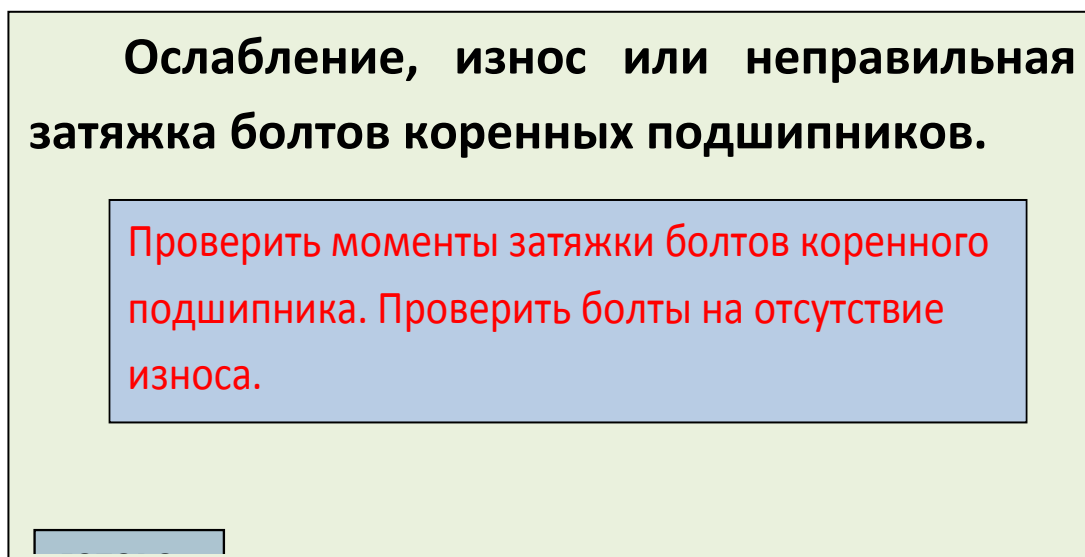 Ослабление, износ или неправильная
затяжка болтов коренных подшипников.
Проверить моменты затяжки болтов коренного
подшипника. Проверить болты на отсутствие
износа.